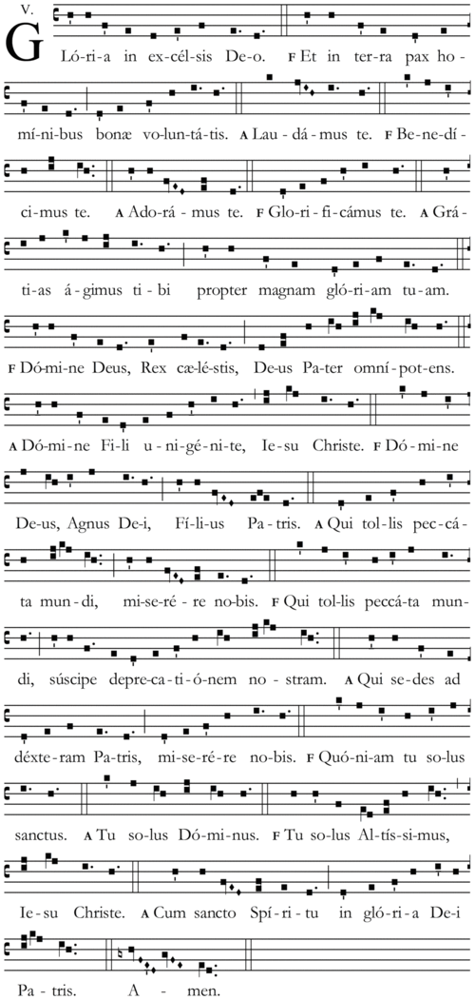 V.
GLó-ri-a in ex-cél-sis De-o. F Et in ter-ra pax ho-
mí-ni-bus bonæ vo-lun-tá-tis. A Lau-dá-mus te. F Be-ne-dí-
ci-mus te. A Ado-rá-mus te. F Glo-ri-fi-cámus te. A Grá-
ti-as á-gimus ti-bi propter magnam gló-ri-am tu-am.
F Dó-mi-ne Deus, Rex cæ-lé-stis, De-us Pa-ter omní-pot-ens.
A Dó-mi-ne Fi-li u-ni-gé-ni-te, Ie-su Christe. F Dó-mi-ne
De-us, Agnus De-i, Fí-li-us Pa-tris. A Qui tol-lis pec-cá-
ta mun-di, mi-se-ré-re no-bis. F Qui tol-lis peccá-ta mun-
di, súscipe depre-ca-ti-ó-nem no-stram. A Qui se-des ad
déxte-ram Pa-tris, mi-se-ré-re no-bis. F Quó-ni-am tu so-lus
sanctus. A Tu so-lus Dó-mi-nus. F Tu so-lus Al-tís-si-mus,
Ie-su Christe. A Cum sancto Spí-ri-tu in gló-ri-a De-i
Pa-tris. A-men.